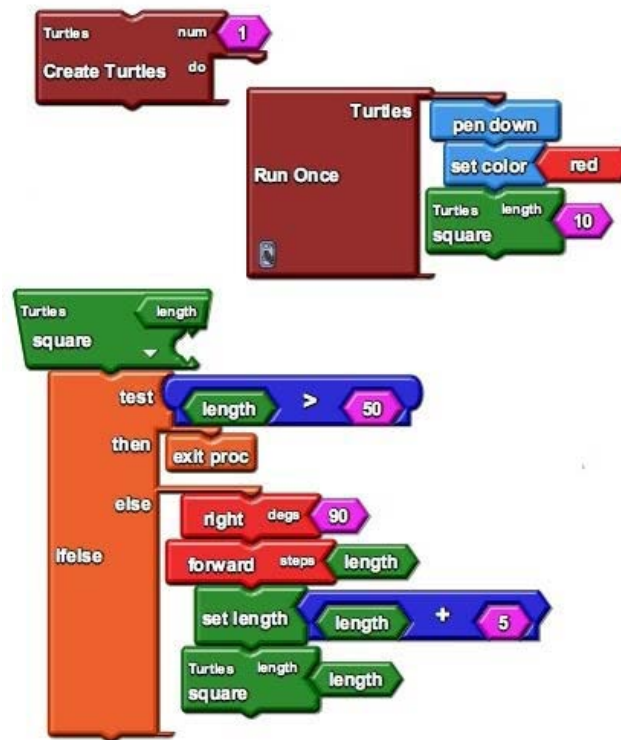 Turtles num 1
Create Turtles do
Turtles
Run Once
pen down
set color red
Turtles length
square 10
Turtles length
square
test length > 50
then exit proc
else
Ifelse
right degs 90
forward steps length
set length length + 5
Turtles length
square length